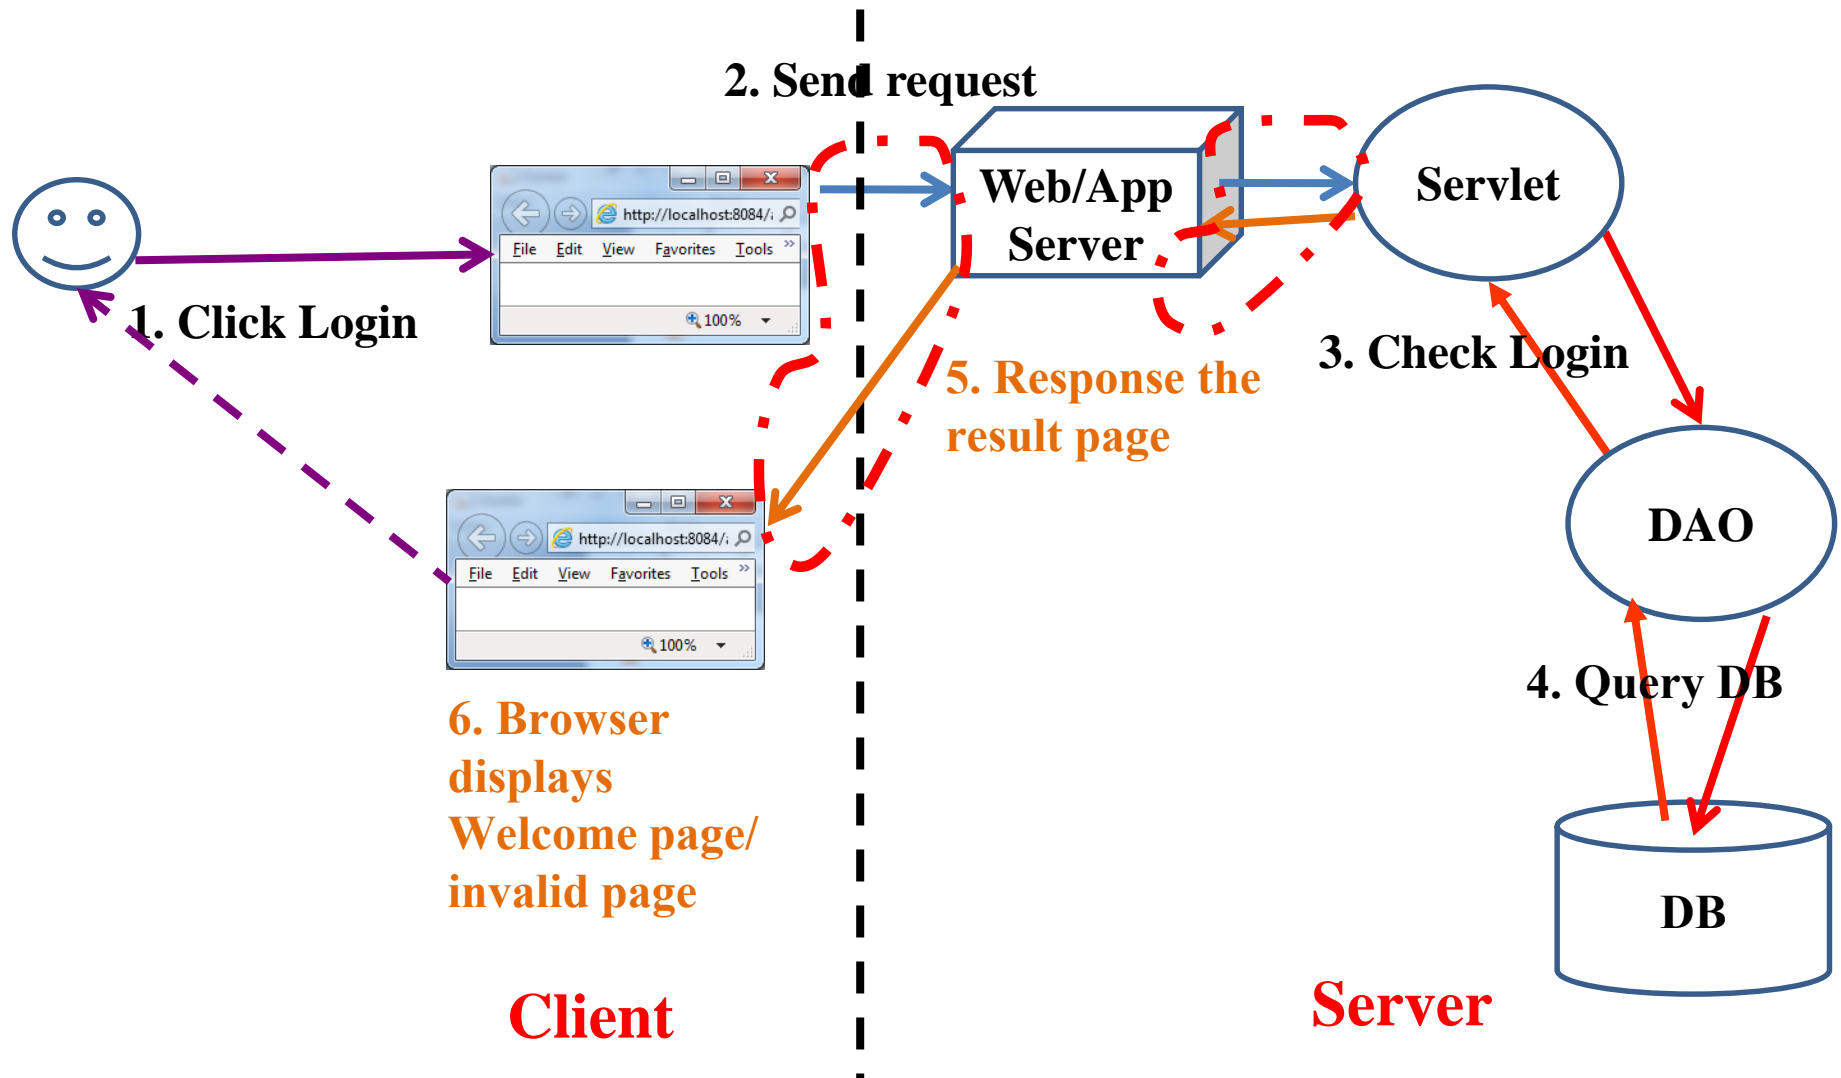 2. Send request
http://localhost:8084/
File Edit View Favorites Tools »
100%
1. Click Login
Web/App
Server
Servlet
3. Check Login
5. Response the
result page
DAO
http://localhost:8084/
File Edit View Favorites Tools »
100%
4. Query DB
6. Browser
displays
Welcome page/
invalid page
DB
Client
Server